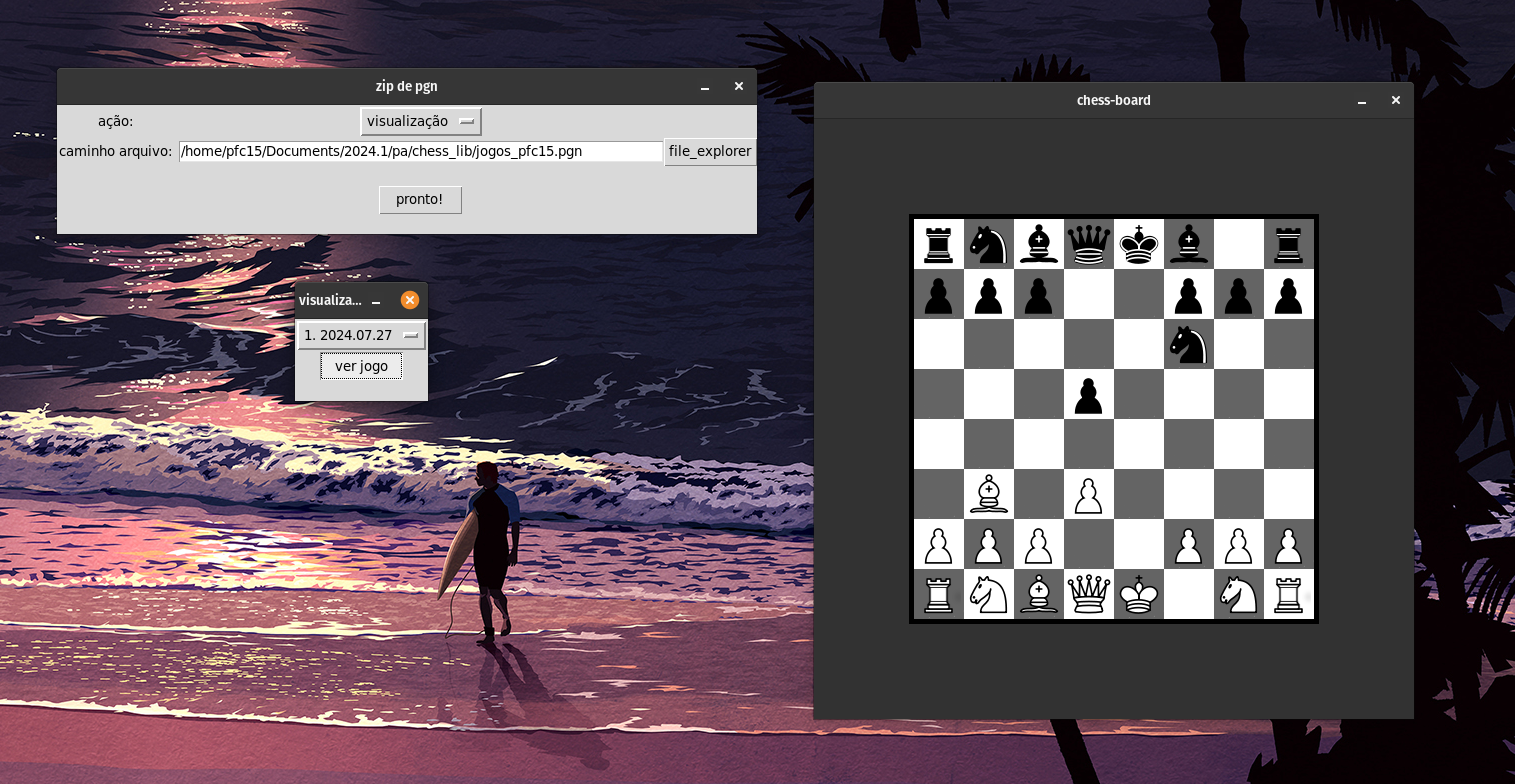 zip de pgn
ação: visualização
caminho arquivo: /home/pfc15/Documents/2024.1/pa/chess_lib/jogos_pfc15.pgn file_explorer
pronto!
chess-board
visualiza...
1. 2024.07.27
ver jogo